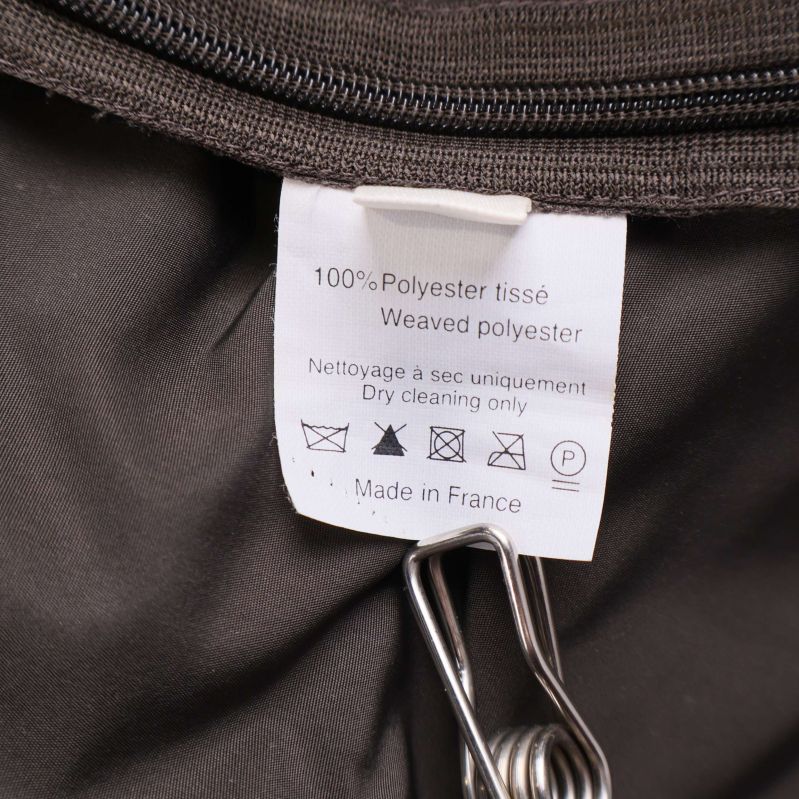 100% Polyester tissé
Weaved polyester
Nettoyage à sec uniquement
Dry cleaning only
P
Made in France